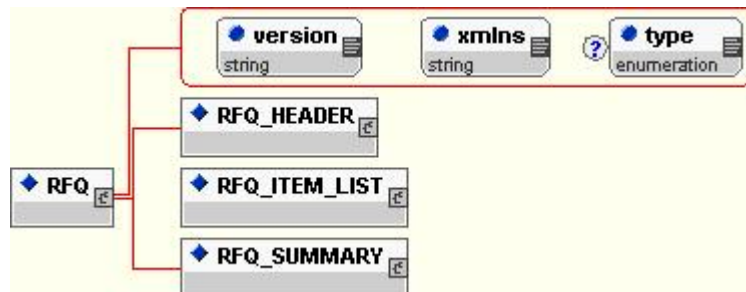 version xmlns ? type
string string enumeration
RFQ_HEADER
RFQ
RFQ_ITEM_LIST
RFQ_SUMMARY